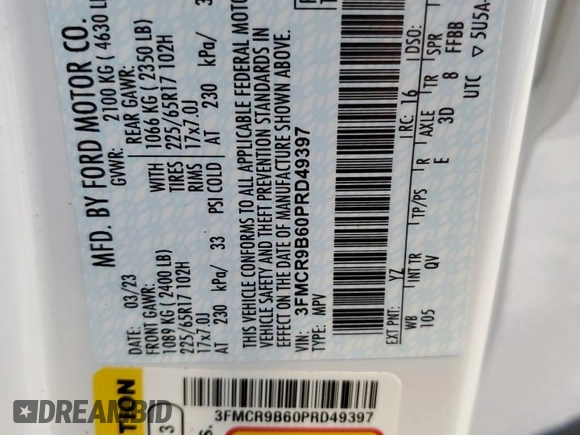 MFD. BY FORD MOTOR CO.
DATE: 03/23
GVWR: 2100 KG ( 4630
FRONT GAWR:
1089 KG ( 2400 LB)
225/65R17 102H
17x7.0J
AT 230 kPa/ 33 PSI COLD
WITH
TIRES
RIMS
REAR GAWR:
1066 KG ( 2350 LB)
225/65R17 102H
17x7.0J
AT 230 kPa/ 3
THIS VEHICLE CONFORMS TO ALL APPLICABLE FEDERAL MOTOR
VEHICLE SAFETY AND THEFT PREVENTION STANDARDS IN
EFFECT ON THE DATE OF MANUFACTURE SHOWN ABOVE.
VIN: 3FMCR9B60PRD49397
TYPE: MPV
EXT PNT: YZ
RC: 16
DSO:
WB
INT TR
TP/PS
R
AXLE
TR
SPR
105
QV
E
3D
8
FFBB
UTC ▽ 5U5A-
3FMCR9B60PRD49397
TION
DREAMBID